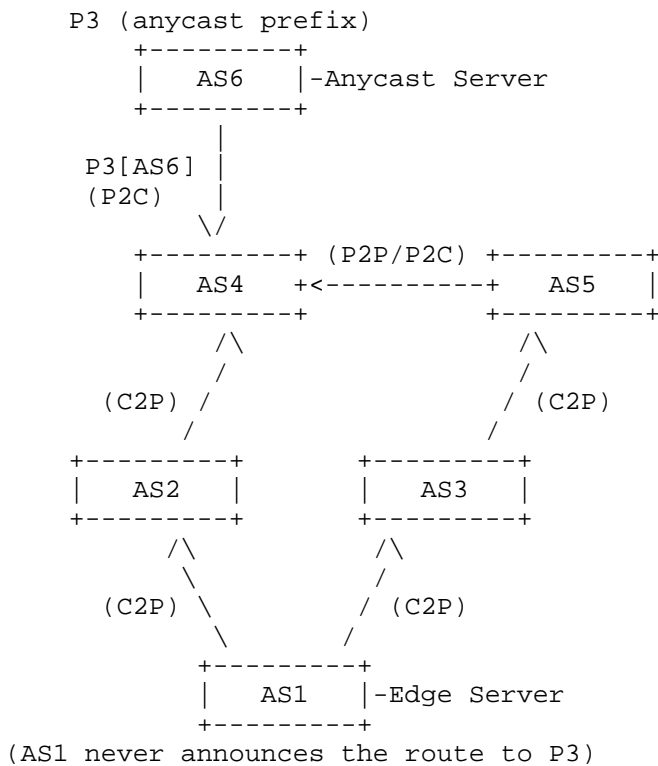 P3 (anycast prefix)
AS6 -Anycast Server
P3[AS6]
(P2C)
(P2P/P2C)
AS4 AS5
(C2P) (C2P)
AS2 AS3
(C2P) (C2P)
AS1 -Edge Server
(AS1 never announces the route to P3)